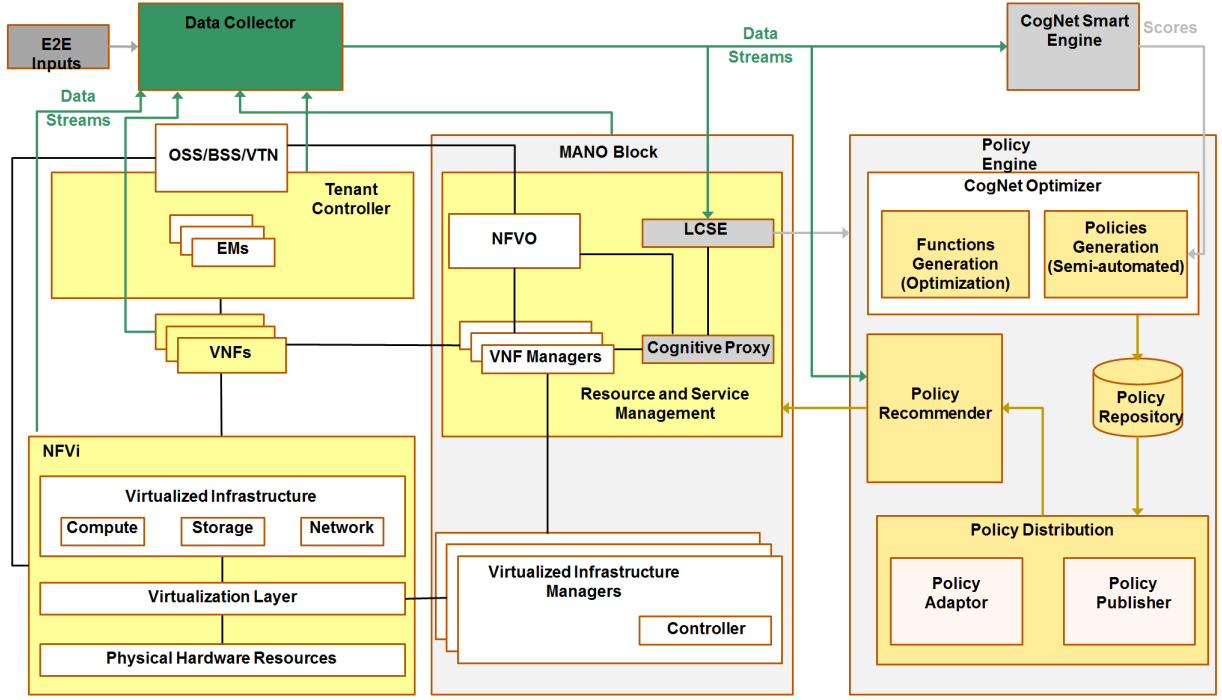 E2E
Inputs
Data Collector
Data
Streams
CogNet Smart
Engine
Scores
Data
Streams
OSS/BSS/VTN
Tenant
Controller
EMs
VNFs
MANO Block
NFVO
LCSE
VNF Managers
Cognitive Proxy
Resource and Service
Management
Policy
Engine
CogNet Optimizer
Functions
Generation
(Optimization)
Policies
Generation
(Semi-automated)
Policy
Recommender
Policy
Repository
Policy Distribution
Policy
Adaptor
Policy
Publisher
NFVi
Virtualized Infrastructure
Compute
Storage
Network
Virtualization Layer
Physical Hardware Resources
Virtualized Infrastructure
Managers
Controller